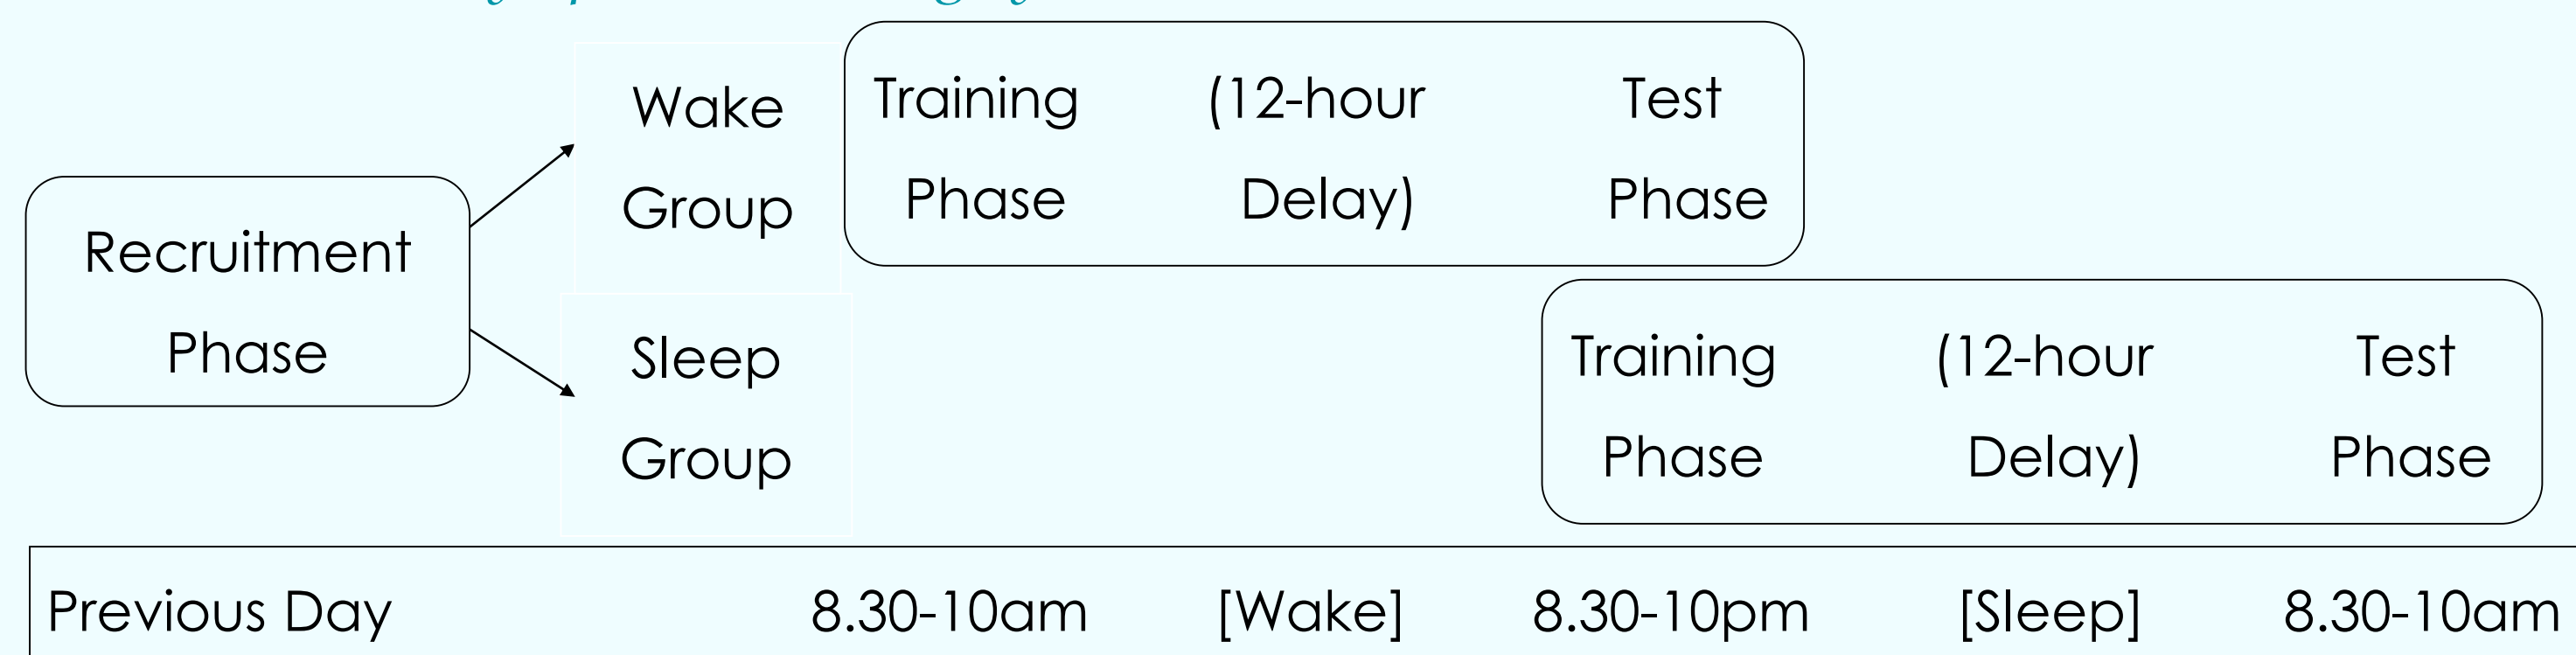 Wake
Group
Training (12-hour Test
Phase Delay) Phase
Recruitment
Phase
Sleep
Group
Training (12-hour Test
Phase Delay) Phase
Previous Day 8.30-10am [Wake] 8.30-10pm [Sleep] 8.30-10am